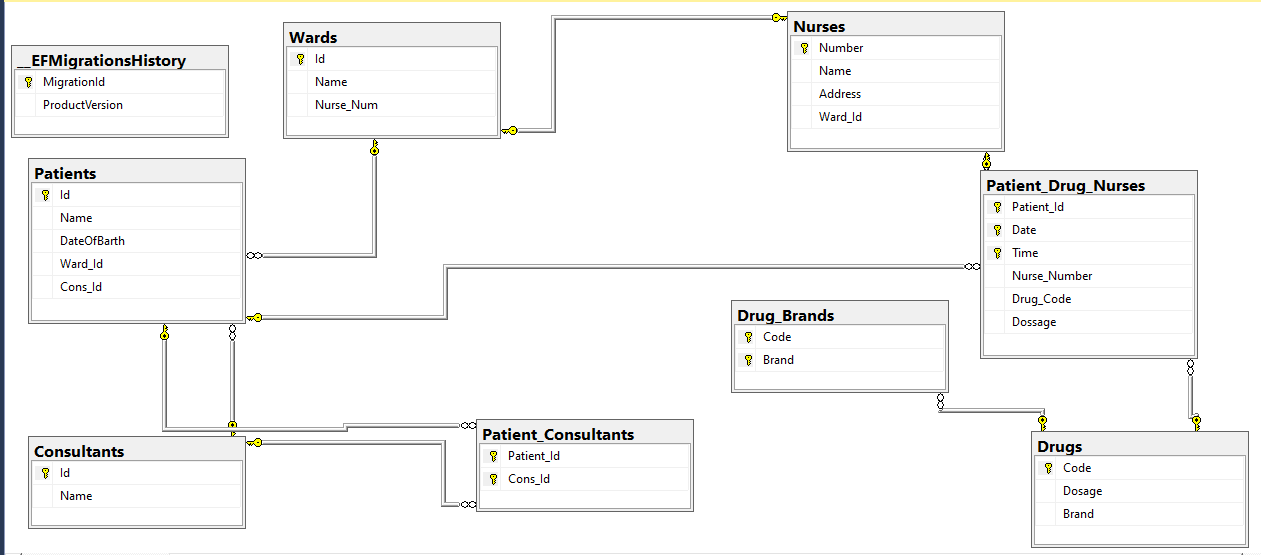 __EFMigrationsHistory
MigrationId
ProductVersion
Wards
Id
Name
Nurse_Num
Nurses
Number
Name
Address
Ward_Id
Patients
Id
Name
DateOfBarth
Ward_Id
Cons_Id
Patient_Drug_Nurses
Patient_Id
Date
Time
Nurse_Number
Drug_Code
Dossage
Drug_Brands
Code
Brand
Consultants
Id
Name
Patient_Consultants
Patient_Id
Cons_Id
Drugs
Code
Dosage
Brand